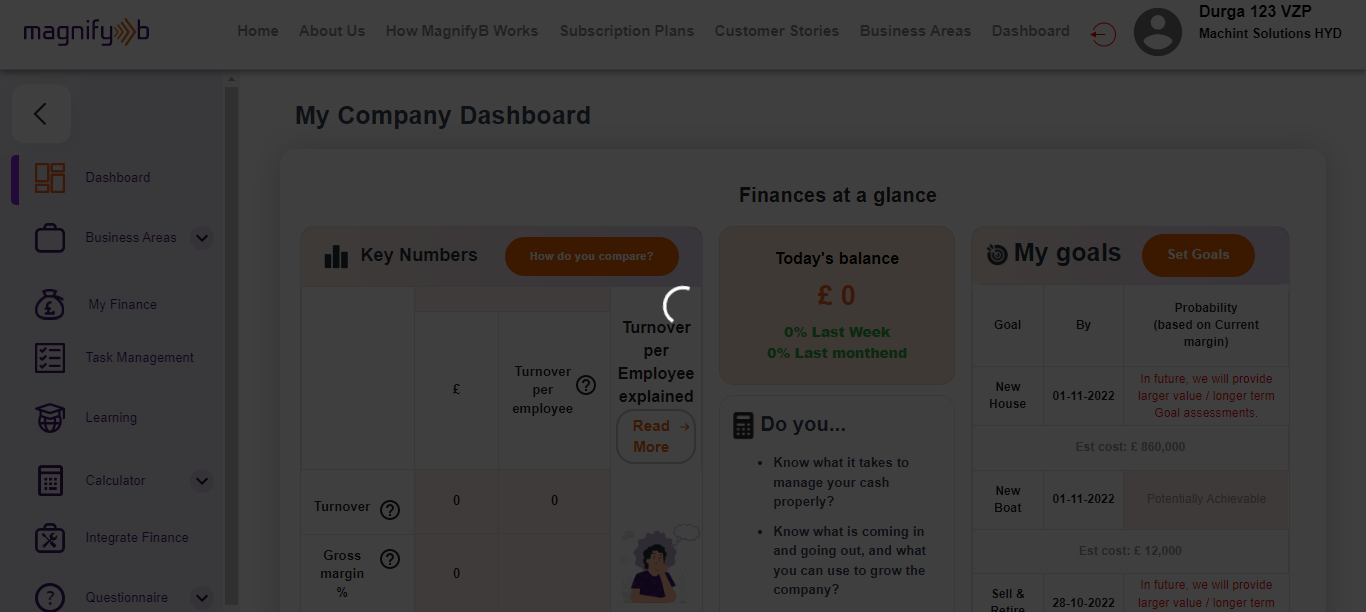 magnifyb
Home
About Us
How MagnifyB Works
Subscription Plans
Customer Stories
Business Areas
Dashboard
Durga 123 VZP
Machint Solutions HYD
Dashboard
Business Areas
My Finance
Task Management
Learning
Calculator
Integrate Finance
Questionnaire
My Company Dashboard
Finances at a glance
Key Numbers
How do you compare?
£
Turnover
per
employee
?
Turnover
per
Employee
explained
Read
More
Turnover ?
0
0
Gross
margin
%
?
0
Today's balance
£ 0
0% Last Week
0% Last monthend
Do you...
• Know what it takes to
manage your cash
properly?
• Know what is coming in
and going out, and what
you can use to grow the
company?
My goals
Set Goals
Goal
By
Probability
(based on Current
margin)
New
House
01-11-2022
In future, we will provide
larger value / longer term
Goal assessments.
Est cost: £ 860,000
New
Boat
01-11-2022
Potentially Achievable
Est cost: £ 12,000
Sell &
Retire
28-10-2022
In future, we will provide
larger value / longer term